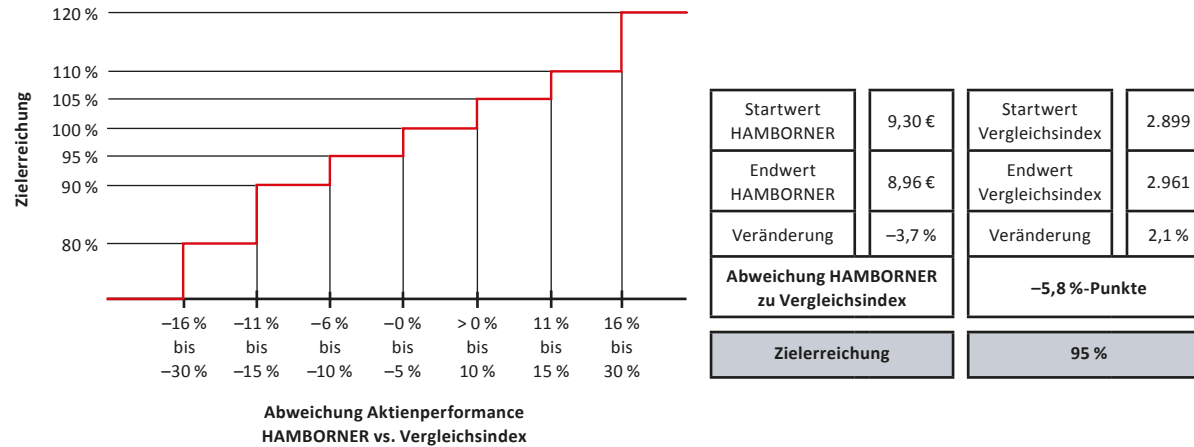 120 %
110 %
105 %
100 %
95 %
90 %
80 %
Zielerreichung
–16 %
bis
–30 %
–11 %
bis
–15 %
–6 %
bis
–10 %
–0 %
bis
–5 %
> 0 %
bis
10 %
11 %
bis
15 %
16 %
bis
30 %
Abweichung Aktienperformance
HAMBORNER vs. Vergleichsindex
Startwert
HAMBORNER
9,30 €
Startwert
Vergleichsindex
2.899
Endwert
HAMBORNER
8,96 €
Endwert
Vergleichsindex
2.961
Veränderung
–3,7 %
Veränderung
2,1 %
Abweichung HAMBORNER
zu Vergleichsindex
–5,8 %-Punkte
Zielerreichung
95 %